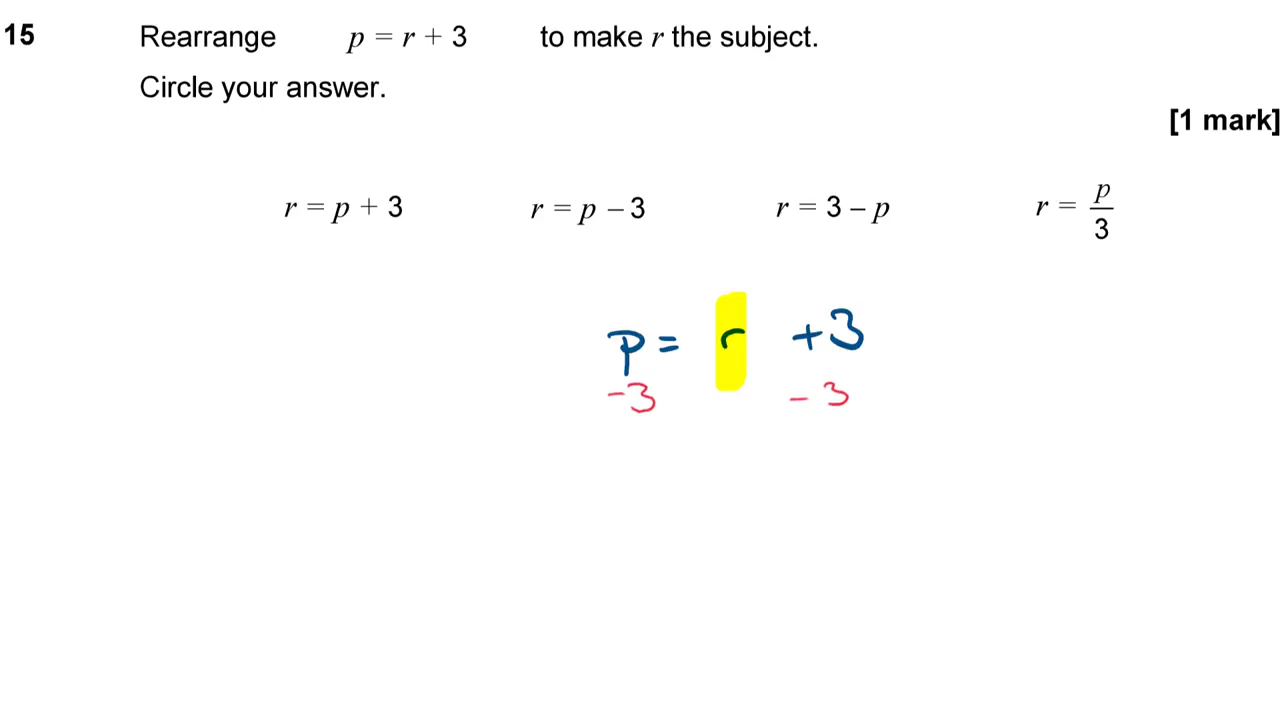 15 Rearrange p = r + 3 to make r the subject.
Circle your answer.
[1 mark]
r = p + 3 r = p – 3 r = 3 – p r = p/3
p = r + 3
-3 - 3